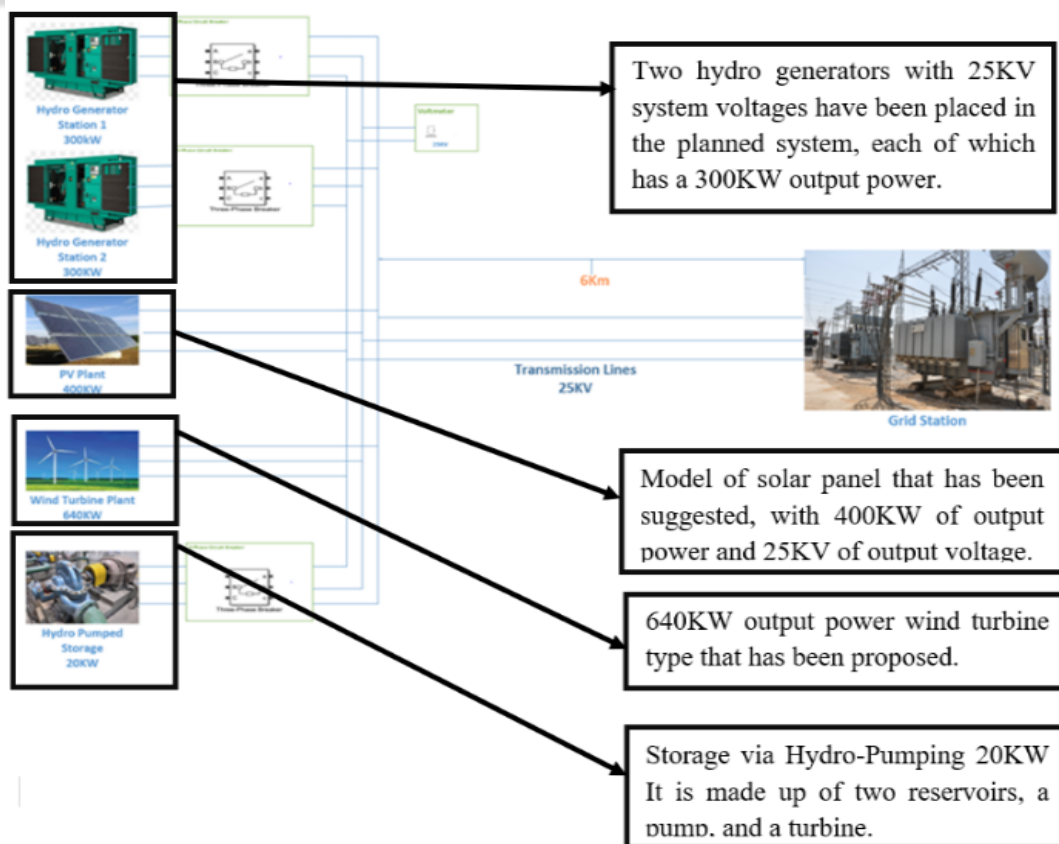 Three-Phase Breaker
Hydro Generator
Station 1
300kW
Three-Phase Breaker
Hydro Generator
Station 2
300KW
Voltmeter
25KV
6Km
PV Plant
400KW
Transmission Lines
25KV
Grid Station
Wind Turbine Plant
640KW
Three-Phase Breaker
Hydro Pumped
Storage
20KW
Two hydro generators with 25KV
system voltages have been placed in
the planned system, each of which
has a 300KW output power.
Model of solar panel that has been
suggested, with 400KW of output
power and 25KV of output voltage.
640KW output power wind turbine
type that has been proposed.
Storage via Hydro-Pumping 20KW
It is made up of two reservoirs, a
pump, and a turbine.